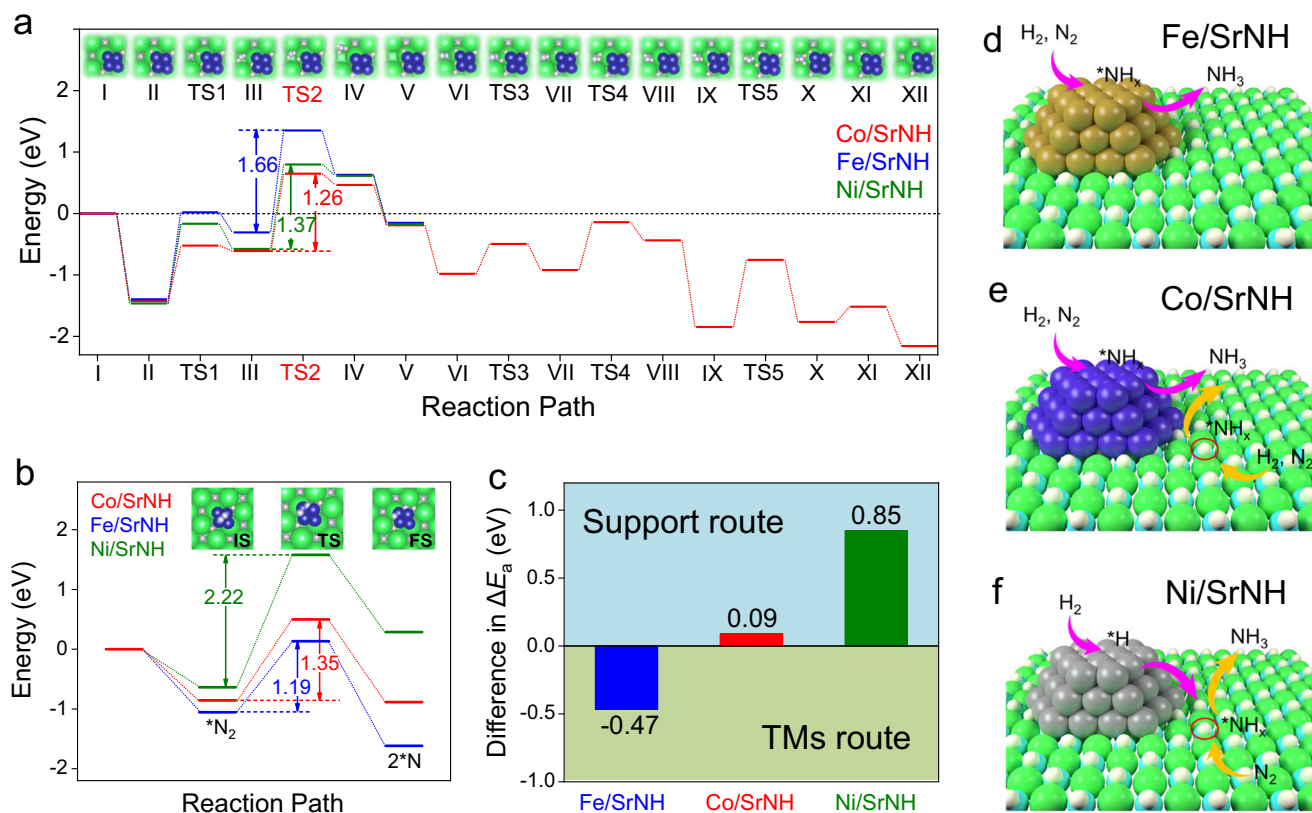 a
I II TS1 III TS2 IV V VI TS3 VII TS4 VIII IX TS5 X XI XII
Energy (eV)
2
1
0
-1
-2
Co/SrNH
Fe/SrNH
Ni/SrNH
1.66
1.37
1.26
I II TS1 III TS2 IV V VI TS3 VII TS4 VIII IX TS5 X XI XII
Reaction Path
b
Co/SrNH
Fe/SrNH
Ni/SrNH
IS TS FS
Energy (eV)
2
1
0
-1
-2
2.22
1.35
1.19
*N₂
2*N
Reaction Path
c
Difference in ΔEₐ (eV)
1.0
0.5
0.0
-0.5
-1.0
Support route
0.85
0.09
-0.47
TMs route
Fe/SrNH Co/SrNH Ni/SrNH
d
Fe/SrNH
H₂, N₂
*NHₓ
NH₃
e
Co/SrNH
H₂, N₂
*NHₓ
NH₃
*NHₓ
H₂, N₂
f
Ni/SrNH
H₂
*H
NH₃
*NHₓ
N₂